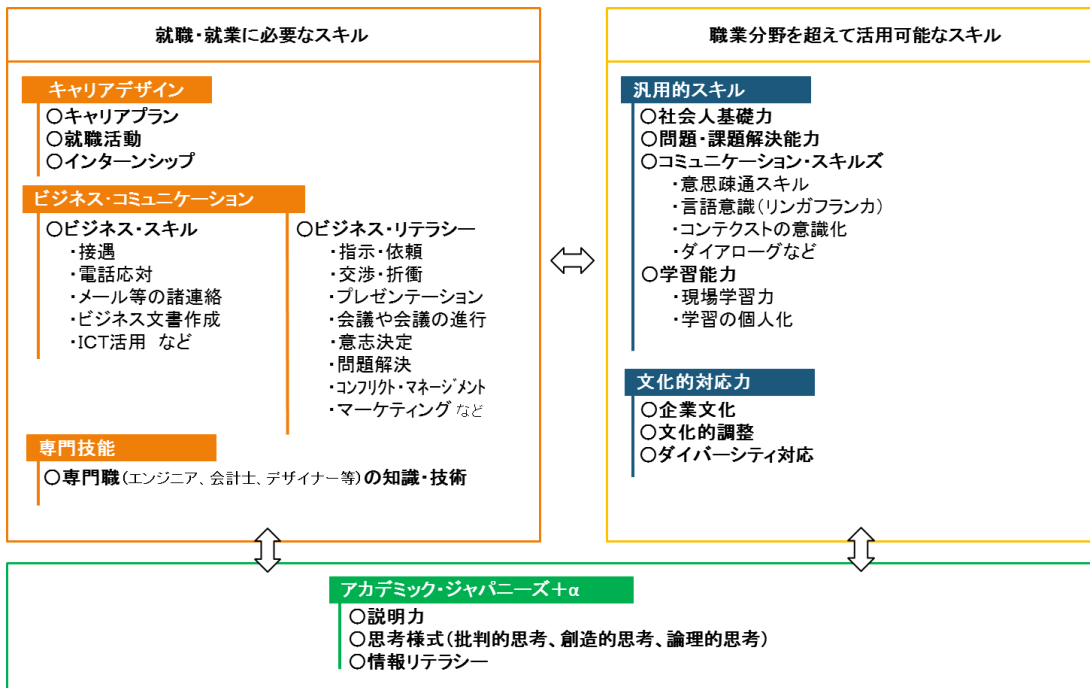 就職・就業に必要なスキル
キャリアデザイン
○キャリアプラン
○就職活動
○インターンシップ
ビジネス・コミュニケーション
○ビジネス・スキル
・接遇
・電話応対
・メール等の諸連絡
・ビジネス文書作成
・ICT活用 など
○ビジネス・リテラシー
・指示・依頼
・交渉・折衝
・プレゼンテーション
・会議や会議の進行
・意志決定
・問題解決
・コンフリクト・マネージメント
・マーケティング など
専門技能
○専門職(エンジニア、会計士、デザイナー等)の知識・技術
職業分野を超えて活用可能なスキル
汎用的スキル
○社会人基礎力
○問題・課題解決能力
○コミュニケーション・スキルズ
・意思疎通スキル
・言語意識(リンガフランカ)
・コンテクストの意識化
・ダイアローグなど
○学習能力
・現場学習力
・学習の個人化
文化的対応力
○企業文化
○文化的調整
○ダイバーシティ対応
アカデミック・ジャパニーズ+α
○説明力
○思考様式(批判的思考、創造的思考、論理的思考)
○情報リテラシー